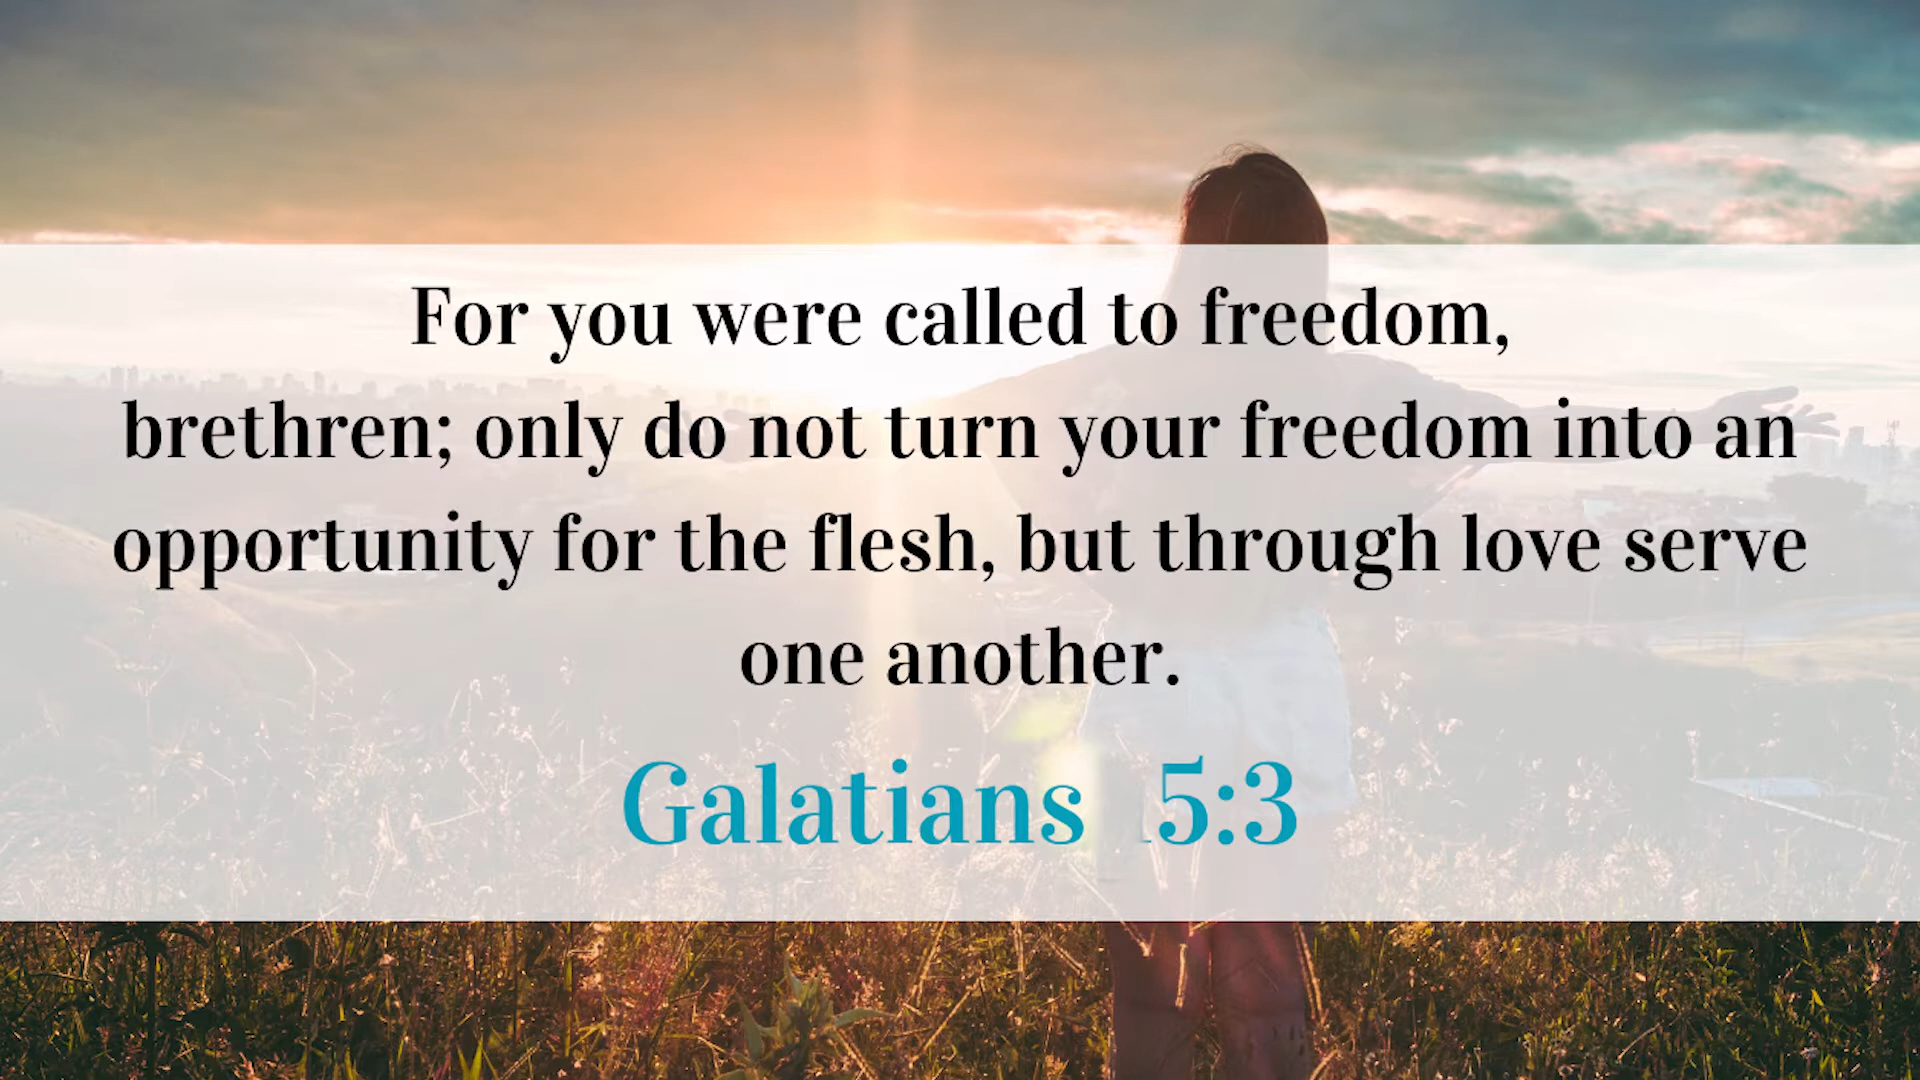 For you were called to freedom,
brethren; only do not turn your freedom into an
opportunity for the flesh, but through love serve
one another.
Galatians 5:3